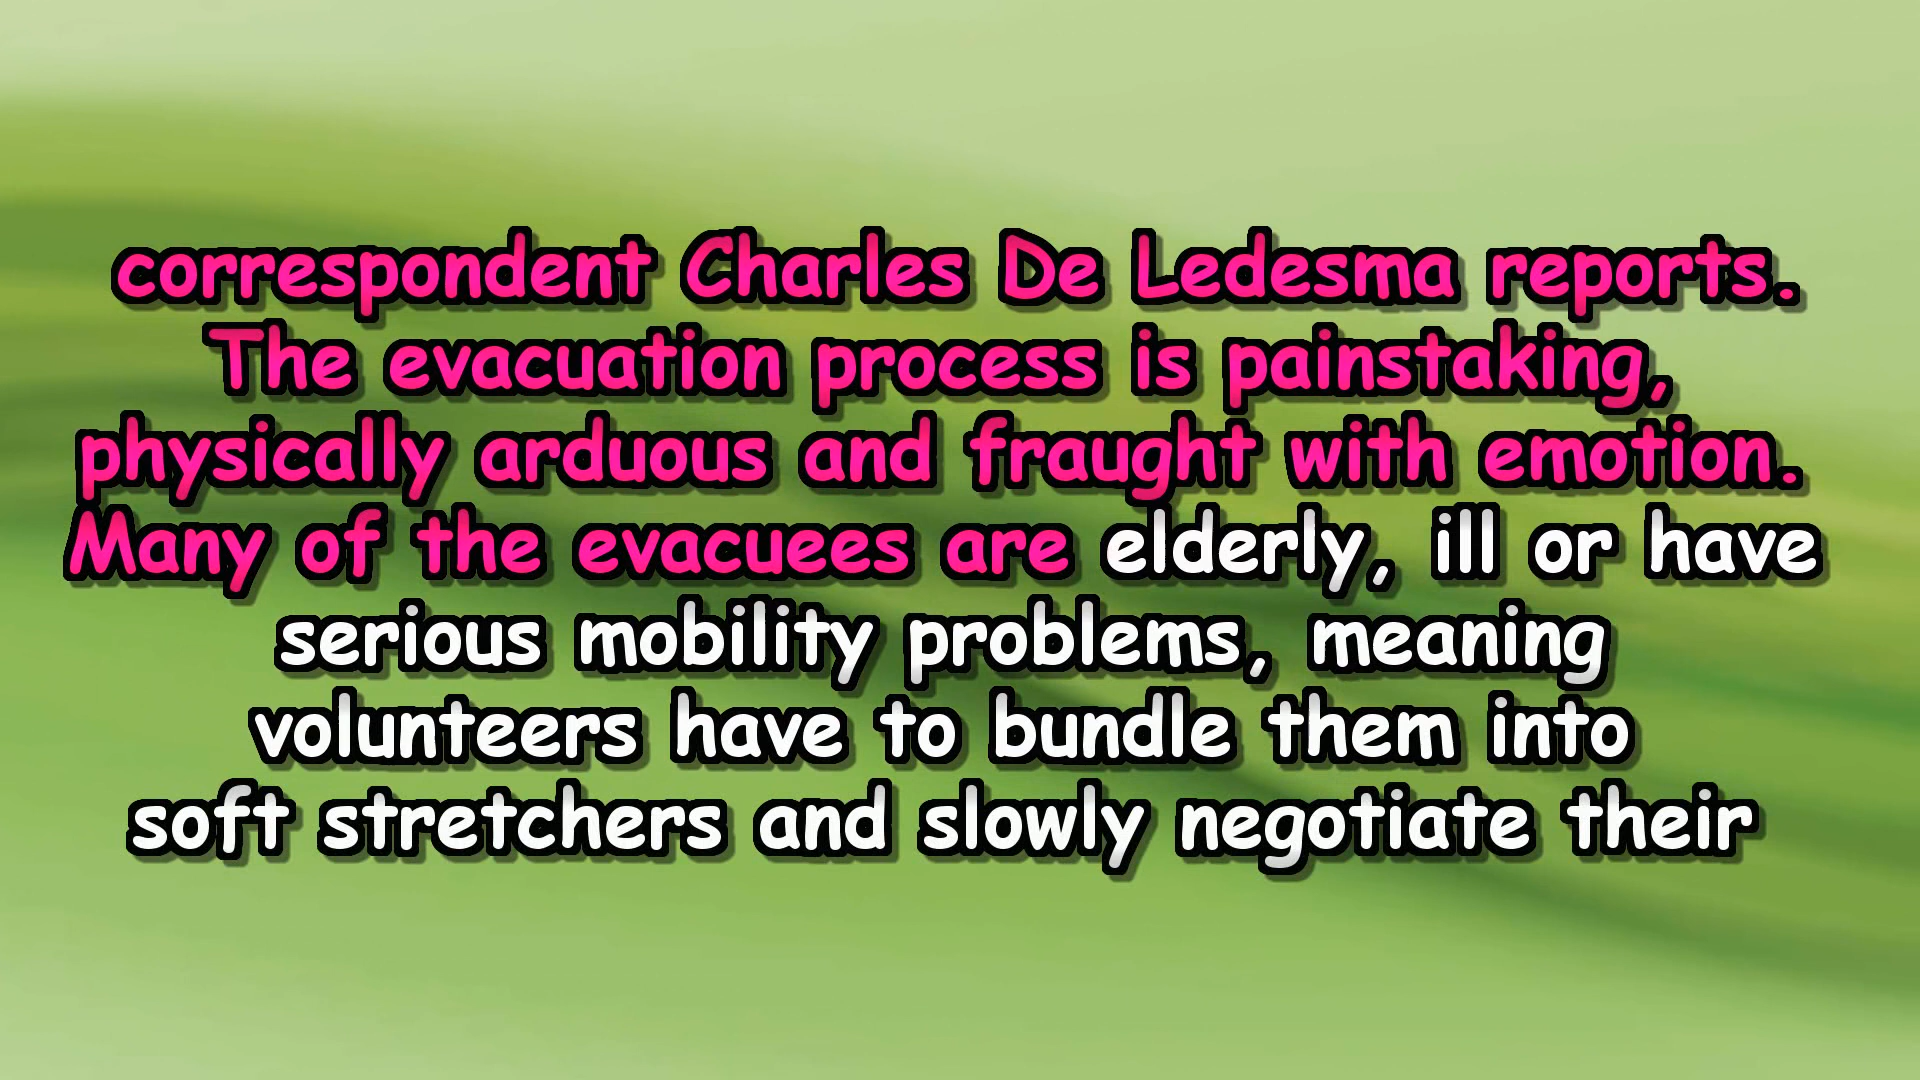 correspondent Charles De Ledesma reports.
The evacuation process is painstaking,
physically arduous and fraught with emotion.
Many of the evacuees are elderly, ill or have
serious mobility problems, meaning
volunteers have to bundle them into
soft stretchers and slowly negotiate their